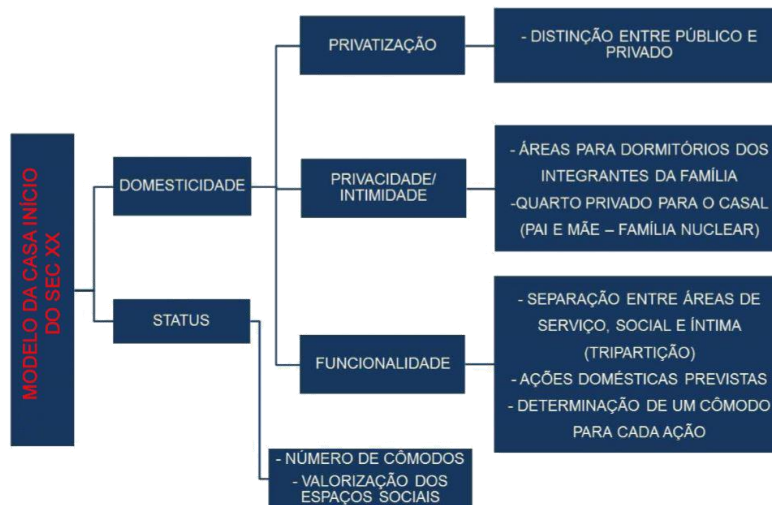 MODELO DA CASA INÍCIO
DO SEC XX
DOMESTICIDADE
STATUS
PRIVATIZAÇÃO
PRIVACIDADE/
INTIMIDADE
FUNCIONALIDADE
- NÚMERO DE CÔMODOS
- VALORIZAÇÃO DOS
ESPAÇOS SOCIAIS
- DISTINÇÃO ENTRE PÚBLICO E
PRIVADO
- ÁREAS PARA DORMITÓRIOS DOS
INTEGRANTES DA FAMÍLIA
-QUARTO PRIVADO PARA O CASAL
(PAI E MÃE – FAMÍLIA NUCLEAR)
- SEPARAÇÃO ENTRE ÁREAS DE
SERVIÇO, SOCIAL E ÍNTIMA
(TRIPARTIÇÃO)
- AÇÕES DOMÉSTICAS PREVISTAS
- DETERMINAÇÃO DE UM CÔMODO
PARA CADA AÇÃO